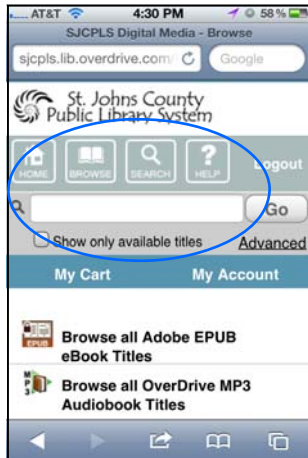 AT&T 4:30 PM 58%
SJCPLS Digital Media - Browse
sjcpls.lib.overdrive.com Google
St. Johns County
Public Library System
HOME BROWSE SEARCH HELP Logout
Go
Show only available titles Advanced
My Cart My Account
EPUB
Browse all Adobe EPUB
eBook Titles
MP3
Browse all OverDrive MP3
Audiobook Titles